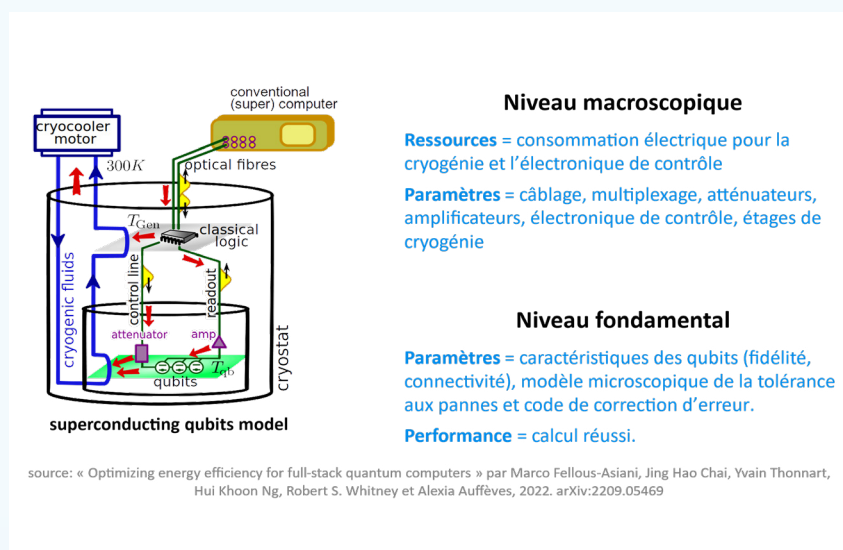 conventional
(super) computer
cryocooler
motor
300K
optical fibres
T_Gen
classical
logic
cryogenic fluids
control line
readout
cryostat
attenuator
amp
T_qb
qubits
superconducting qubits model
Niveau macroscopique
Ressources = consommation électrique pour la
cryogénie et l'électronique de contrôle
Paramètres = câblage, multiplexage, atténuateurs,
amplificateurs, électronique de contrôle, étages de
cryogénie
Niveau fondamental
Paramètres = caractéristiques des qubits (fidélité,
connectivité), modèle microscopique de la tolérance
aux pannes et code de correction d'erreur.
Performance = calcul réussi.
source: « Optimizing energy efficiency for full-stack quantum computers » par Marco Fellous-Asiani, Jing Hao Chai, Yvain Thonnart,
Hui Khoon Ng, Robert S. Whitney et Alexia Auffèves, 2022. arXiv:2209.05469